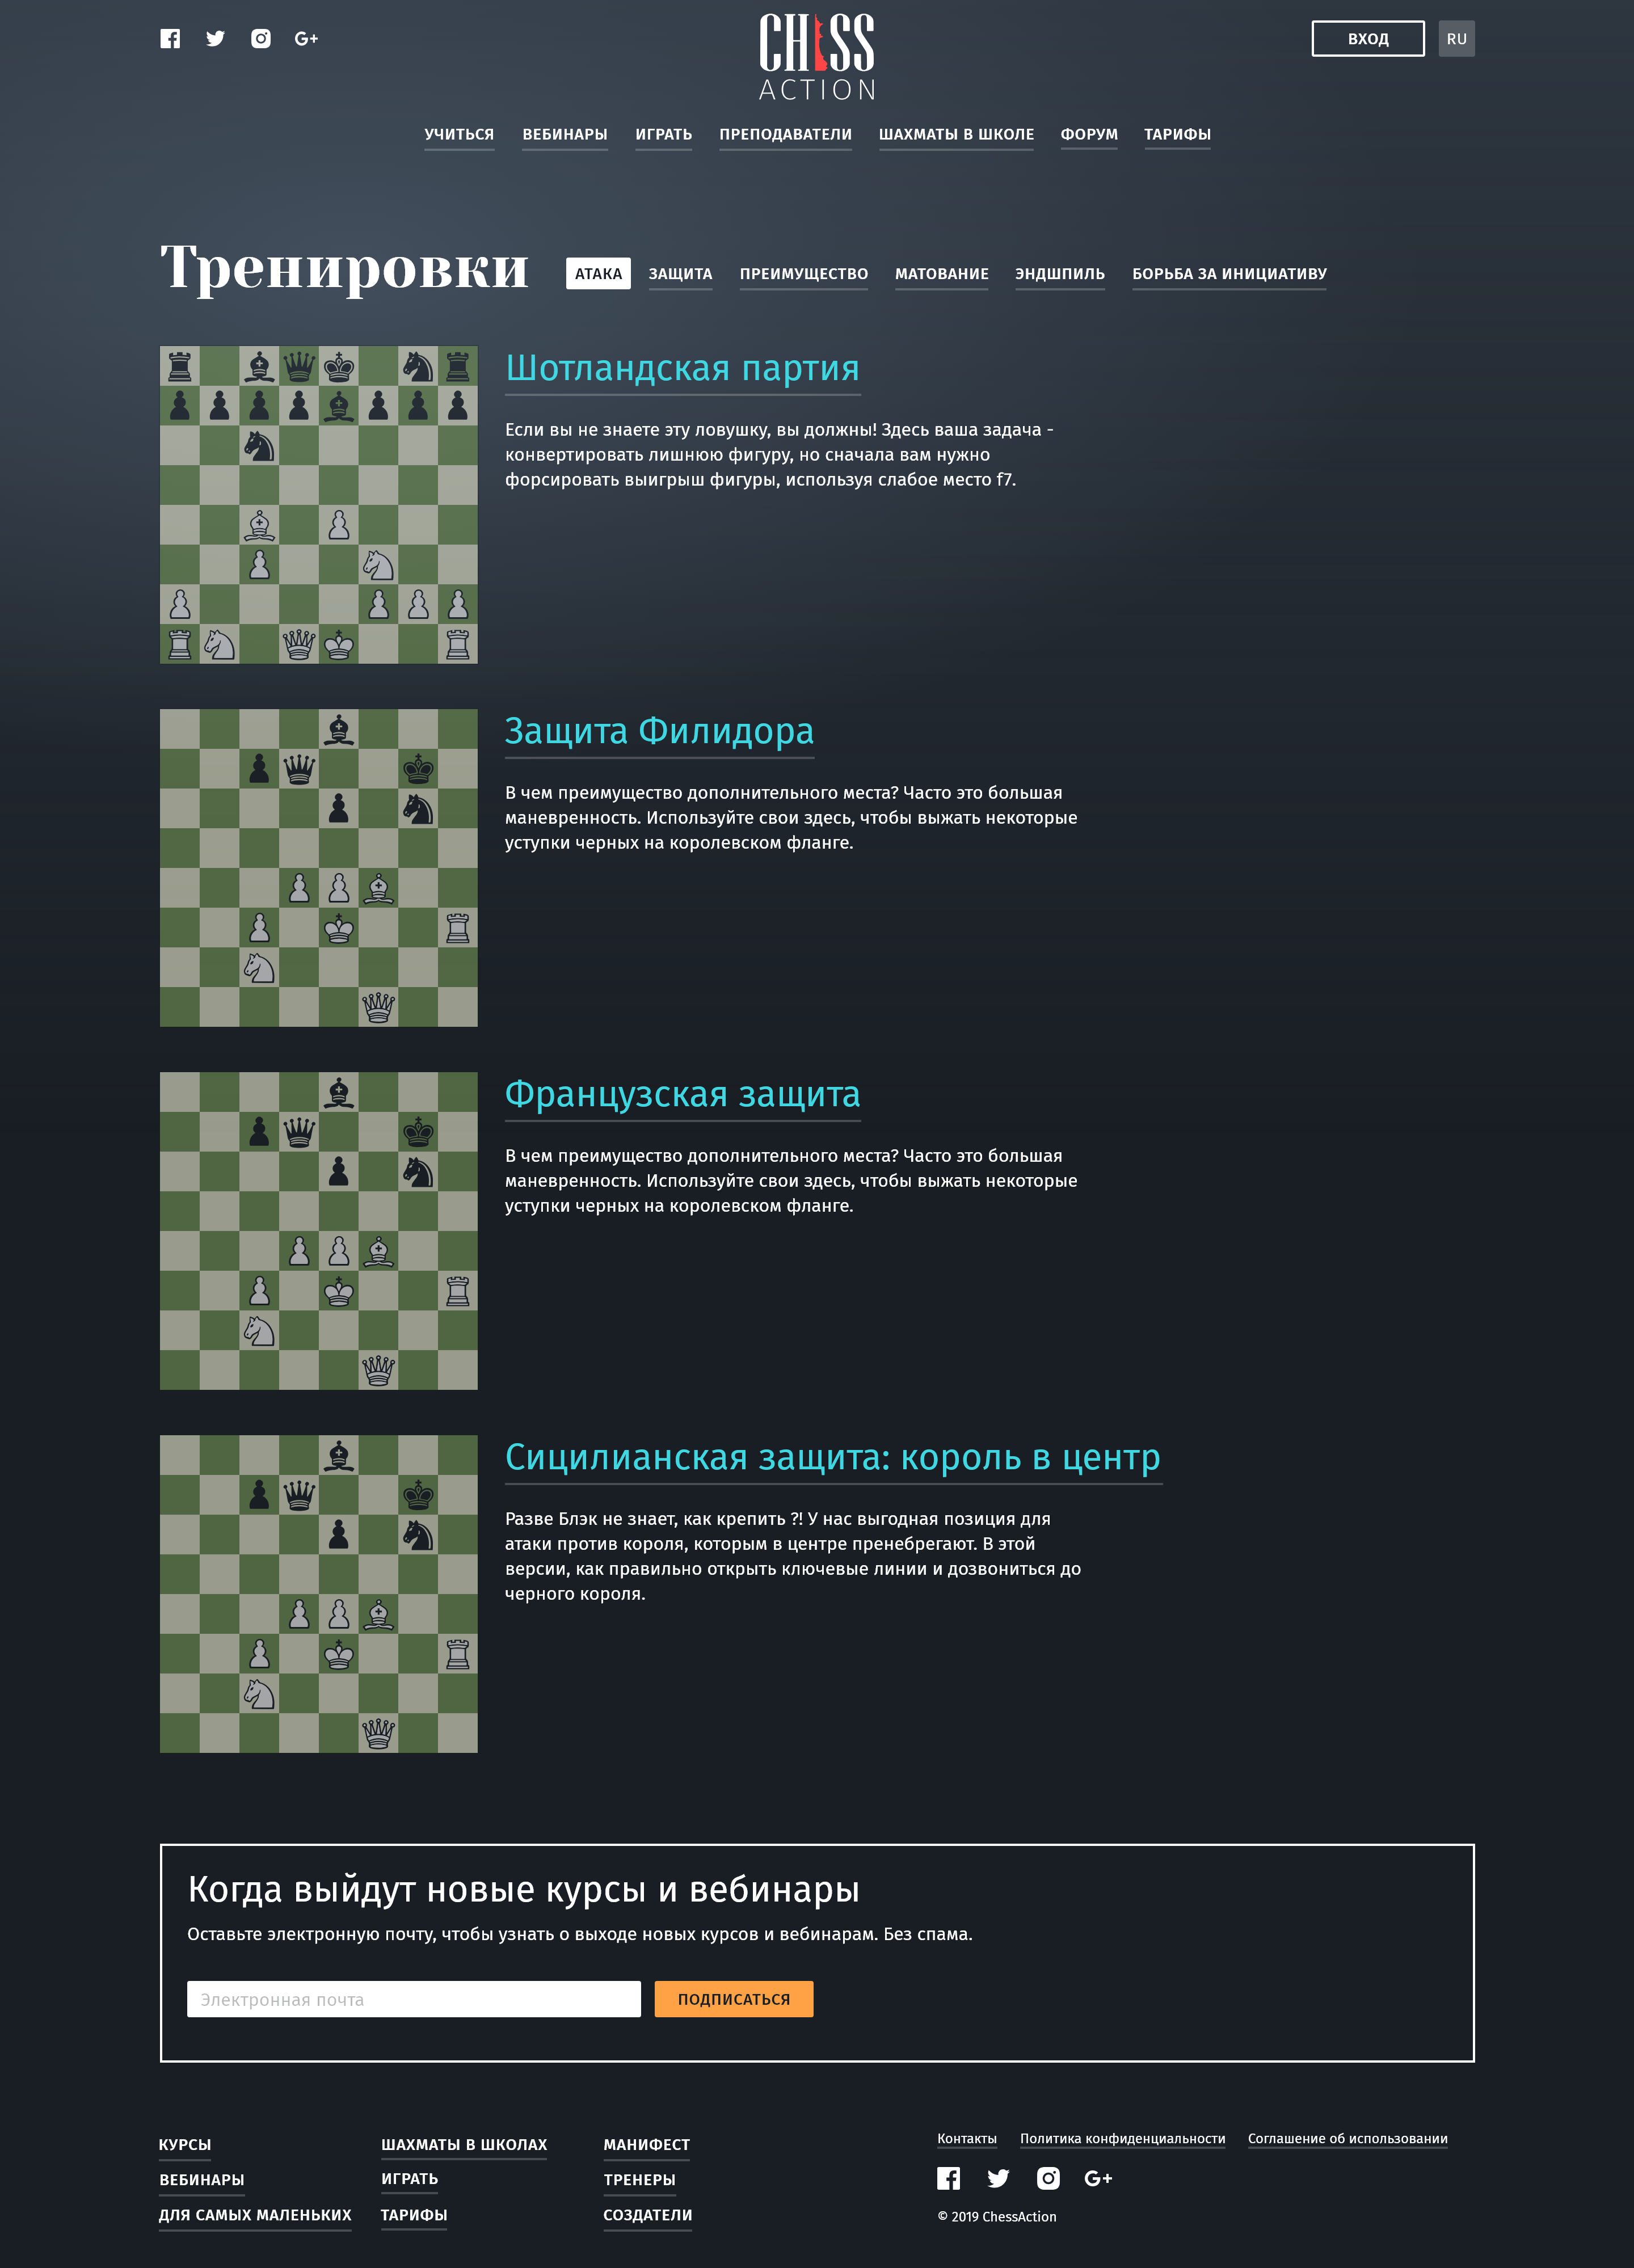 CHESS
ACTION
ВХОД
RU
УЧИТЬСЯ ВЕБИНАРЫ ИГРАТЬ ПРЕПОДАВАТЕЛИ ШАХМАТЫ В ШКОЛЕ ФОРУМ ТАРИФЫ
Тренировки
АТАКА ЗАЩИТА ПРЕИМУЩЕСТВО МАТОВАНИЕ ЭНДШПИЛЬ БОРЬБА ЗА ИНИЦИАТИВУ
Шотландская партия
Если вы не знаете эту ловушку, вы должны! Здесь ваша задача -
конвертировать лишнюю фигуру, но сначала вам нужно
форсировать выигрыш фигуры, используя слабое место f7.
Защита Филидора
В чем преимущество дополнительного места? Часто это большая
маневренность. Используйте свои здесь, чтобы выжать некоторые
уступки черных на королевском фланге.
Французская защита
В чем преимущество дополнительного места? Часто это большая
маневренность. Используйте свои здесь, чтобы выжать некоторые
уступки черных на королевском фланге.
Сицилианская защита: король в центр
Разве Блэк не знает, как крепить ?! У нас выгодная позиция для
атаки против короля, которым в центре пренебрегают. В этой
версии, как правильно открыть ключевые линии и дозвониться до
черного короля.
Когда выйдут новые курсы и вебинары
Оставьте электронную почту, чтобы узнать о выходе новых курсов и вебинарам. Без спама.
Электронная почта
ПОДПИСАТЬСЯ
КУРСЫ
ВЕБИНАРЫ
ДЛЯ САМЫХ МАЛЕНЬКИХ
ШАХМАТЫ В ШКОЛАХ
ИГРАТЬ
ТАРИФЫ
МАНИФЕСТ
ТРЕНЕРЫ
СОЗДАТЕЛИ
Контакты Политика конфиденциальности Соглашение об использовании
G+
© 2019 ChessAction